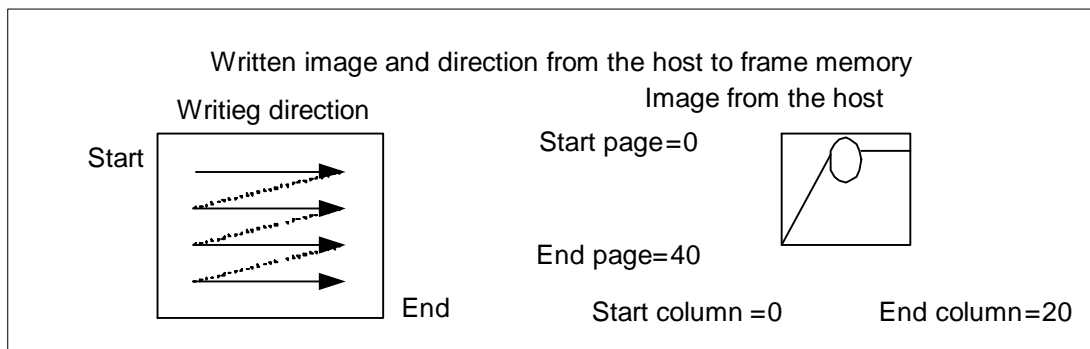 Written image and direction from the host to frame memory
Image from the host
Writieg direction
Start page=0
Start
End page=40
End
Start column =0
End column=20